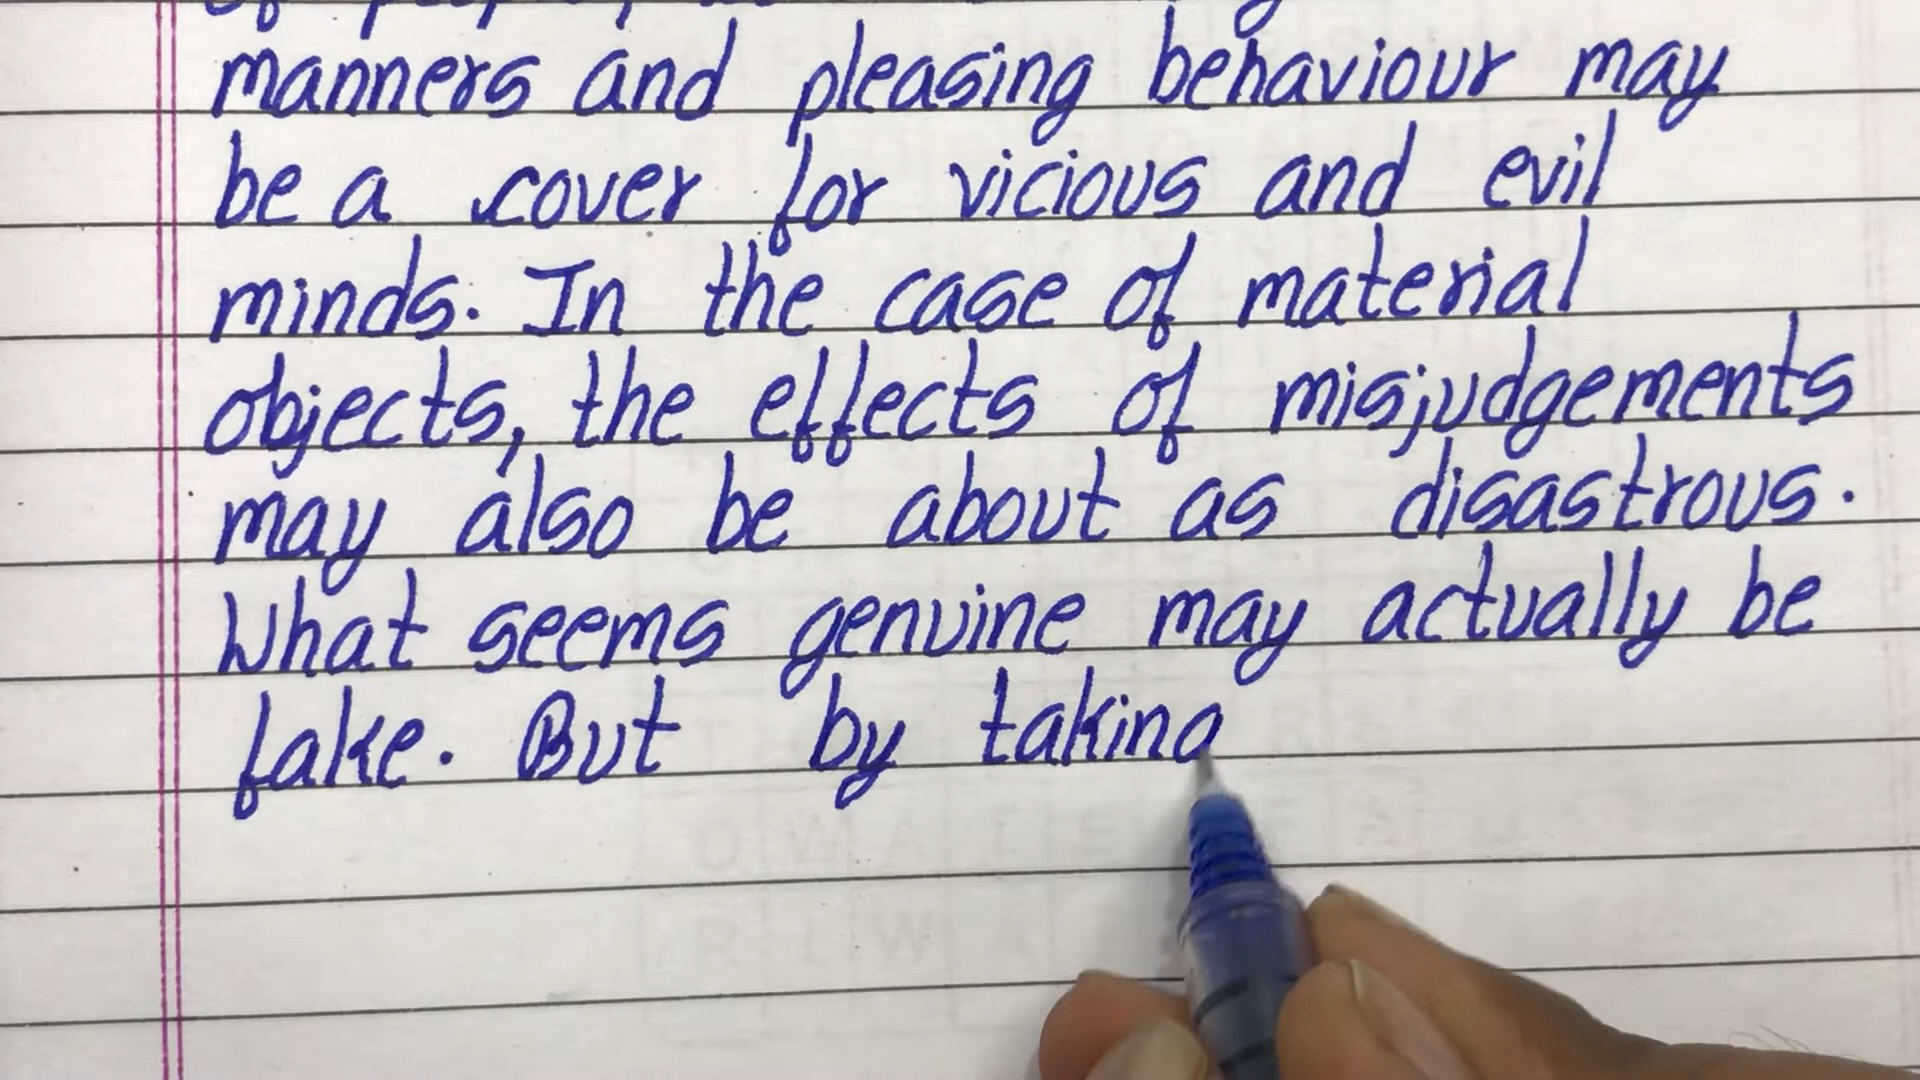 manners and pleasing behaviour may
be a cover for vicious and evil
minds. In the case of material
objects, the effects of misjudgements
may also be about as disastrous.
What seems genuine may actually be
fake. But by takin